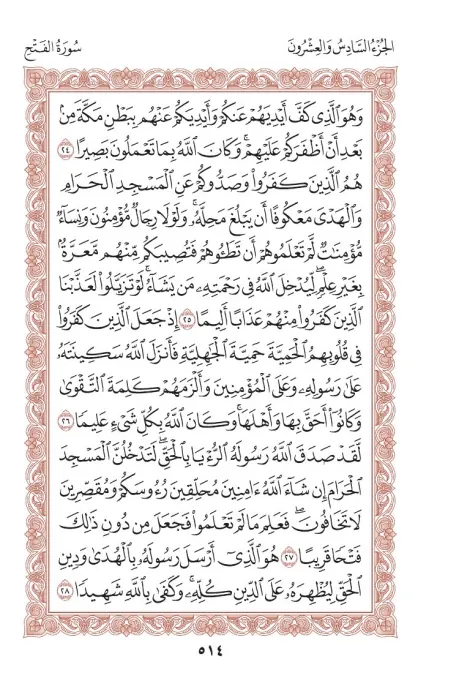 الجُزْءُ السَّادِسُ وَالعِشْرُونَ
سُورَةُ الفَتْحِ
وَهُوَ ٱلَّذِى كَفَّ أَيْدِيَهُمْ عَنكُمْ وَأَيْدِيَكُمْ عَنْهُم بِبَطْنِ مَكَّةَ مِنۢ
بَعْدِ أَنْ أَظْفَرَكُمْ عَلَيْهِمْ ۚ وَكَانَ ٱللَّهُ بِمَا تَعْمَلُونَ بَصِيرًا ٢٤
هُمُ ٱلَّذِينَ كَفَرُوا۟ وَصَدُّوكُمْ عَنِ ٱلْمَسْجِدِ ٱلْحَرَامِ
وَٱلْهَدْىَ مَعْكُوفًا أَن يَبْلُغَ مَحِلَّهُۥ ۚ وَلَوْلَا رِجَالٌ مُّؤْمِنُونَ وَنِسَآءٌ
مُّؤْمِنَٰتٌ لَّمْ تَعْلَمُوهُمْ أَن تَطَـُٔوهُمْ فَتُصِيبَكُم مِّنْهُم مَّعَرَّةٌۢ
بِغَيْرِ عِلْمٍ ۖ لِّيُدْخِلَ ٱللَّهُ فِى رَحْمَتِهِۦ مَن يَشَآءُ ۚ لَوْ تَزَيَّلُوا۟ لَعَذَّبْنَا
ٱلَّذِينَ كَفَرُوا۟ مِنْهُمْ عَذَابًا أَلِيمًا ٢٥ إِذْ جَعَلَ ٱلَّذِينَ كَفَرُوا۟
فِى قُلُوبِهِمُ ٱلْحَمِيَّةَ حَمِيَّةَ ٱلْجَٰهِلِيَّةِ فَأَنزَلَ ٱللَّهُ سَكِينَتَهُۥ
عَلَىٰ رَسُولِهِۦ وَعَلَى ٱلْمُؤْمِنِينَ وَأَلْزَمَهُمْ كَلِمَةَ ٱلتَّقْوَىٰ
وَكَانُوٓا۟ أَحَقَّ بِهَا وَأَهْلَهَا ۚ وَكَانَ ٱللَّهُ بِكُلِّ شَىْءٍ عَلِيمًا ٢٦
لَّقَدْ صَدَقَ ٱللَّهُ رَسُولَهُ ٱلرُّءْيَا بِٱلْحَقِّ ۖ لَتَدْخُلُنَّ ٱلْمَسْجِدَ
ٱلْحَرَامَ إِن شَآءَ ٱللَّهُ ءَامِنِينَ مُحَلِّقِينَ رُءُوسَكُمْ وَمُقَصِّرِينَ
لَا تَخَافُونَ ۖ فَعَلِمَ مَا لَمْ تَعْلَمُوا۟ فَجَعَلَ مِن دُونِ ذَٰلِكَ
فَتْحًا قَرِيبًا ٢٧ هُوَ ٱلَّذِىٓ أَرْسَلَ رَسُولَهُۥ بِٱلْهُدَىٰ وَدِينِ
ٱلْحَقِّ لِيُظْهِرَهُۥ عَلَى ٱلدِّينِ كُلِّهِۦ ۚ وَكَفَىٰ بِٱللَّهِ شَهِيدًا ٢٨
٥١٤